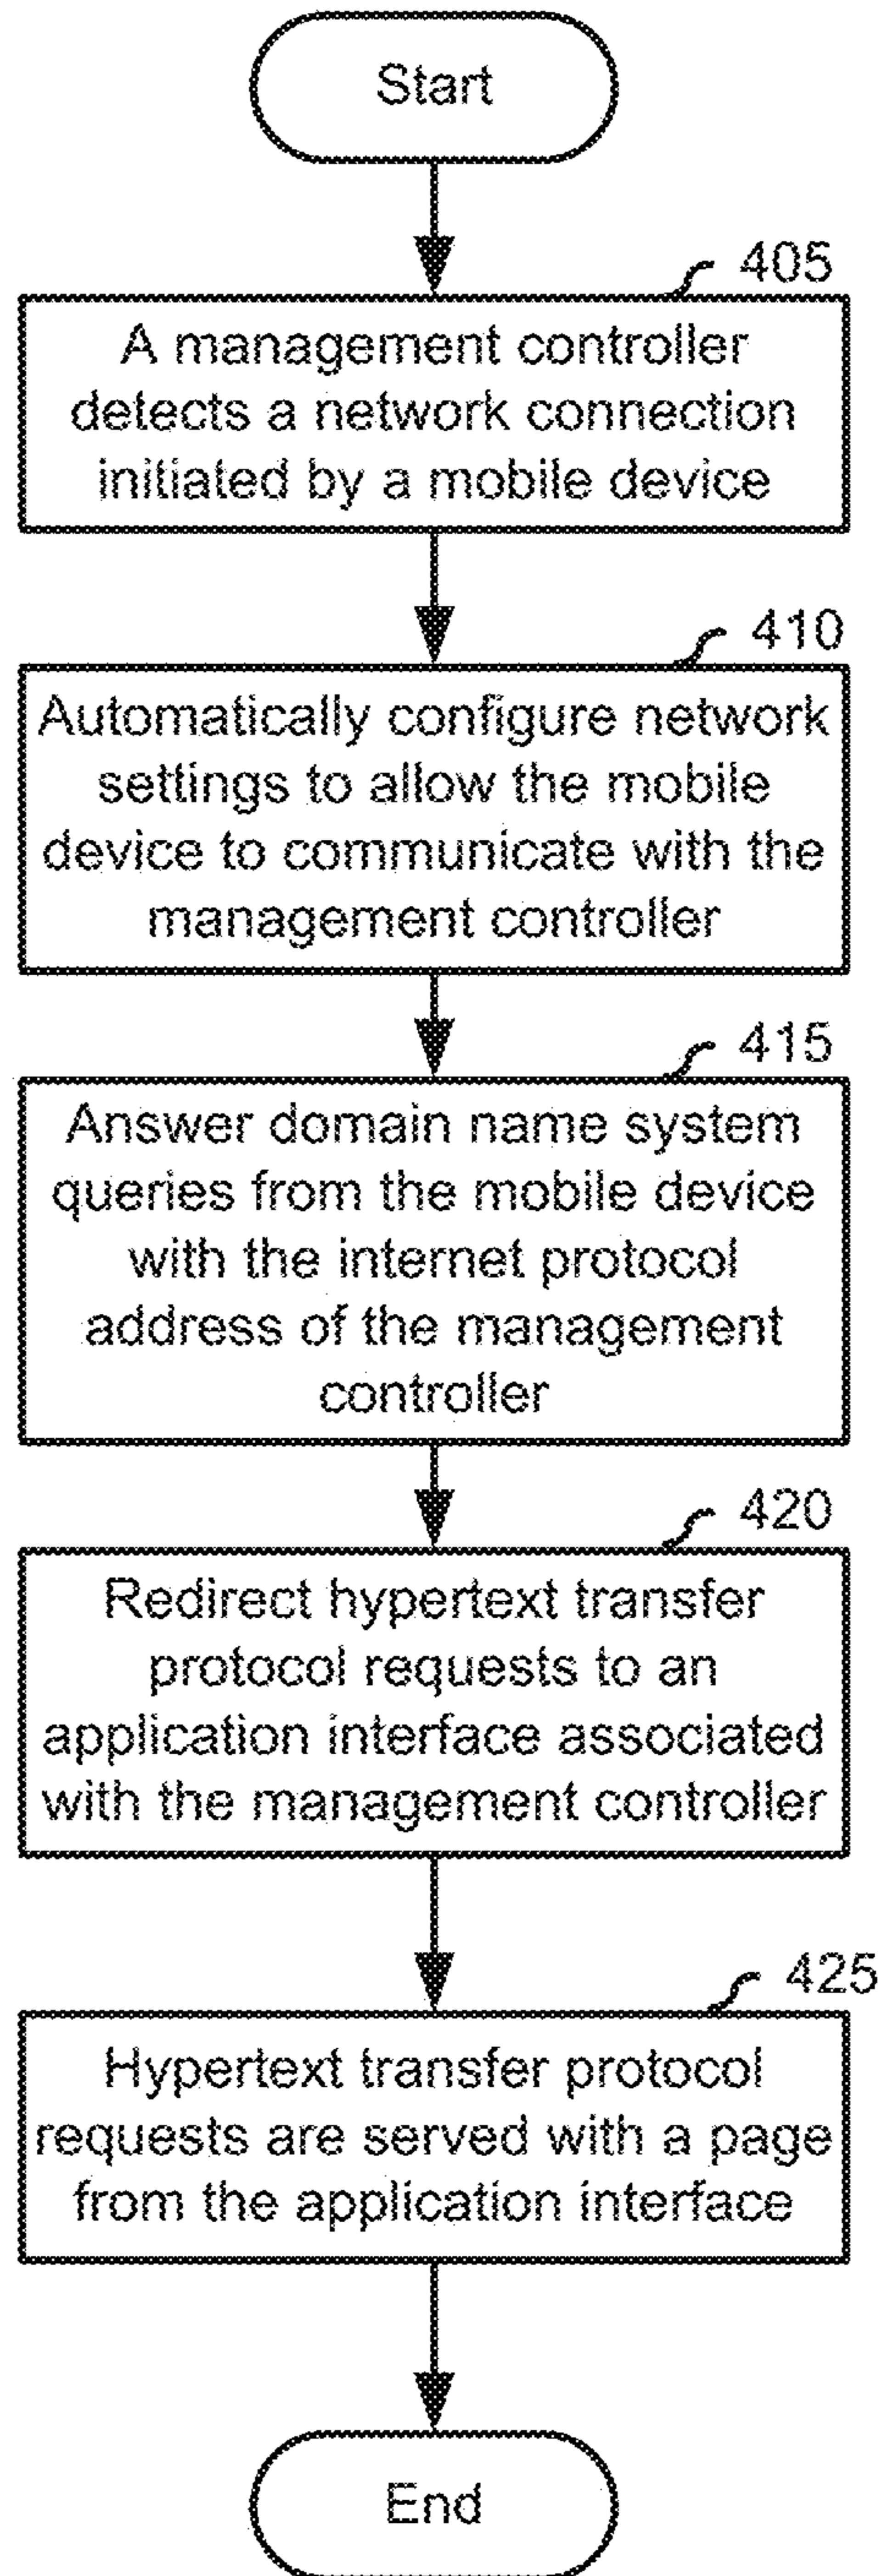 Start
405
A management controller
detects a network connection
initiated by a mobile device
410
Automatically configure network
settings to allow the mobile
device to communicate with the
management controller
415
Answer domain name system
queries from the mobile device
with the internet protocol
address of the management
controller
420
Redirect hypertext transfer
protocol requests to an
application interface associated
with the management controller
425
Hypertext transfer protocol
requests are served with a page
from the application interface
End